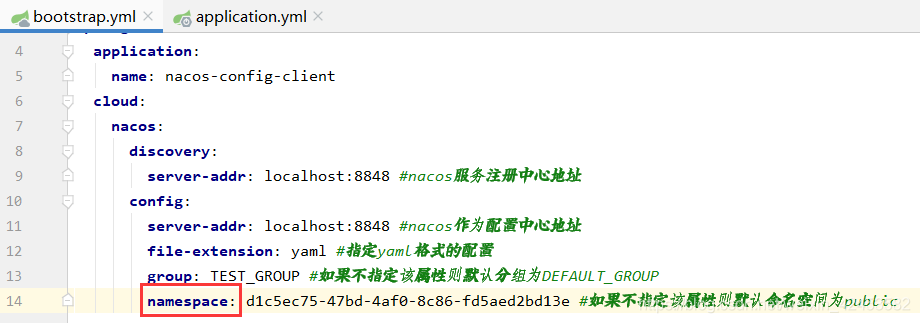 bootstrap.yml application.yml
4 application:
5 name: nacos-config-client
6 cloud:
7 nacos:
8 discovery:
9 server-addr: localhost:8848 #nacos服务注册中心地址
10 config:
11 server-addr: localhost:8848 #nacos作为配置中心地址
12 file-extension: yaml #指定yaml格式的配置
13 group: TEST_GROUP #如果不指定该属性则默认分组为DEFAULT_GROUP
14 namespace: d1c5ec75-47bd-4af0-8c86-fd5aed2bd13e #如果不指定该属性则默认命名空间为public